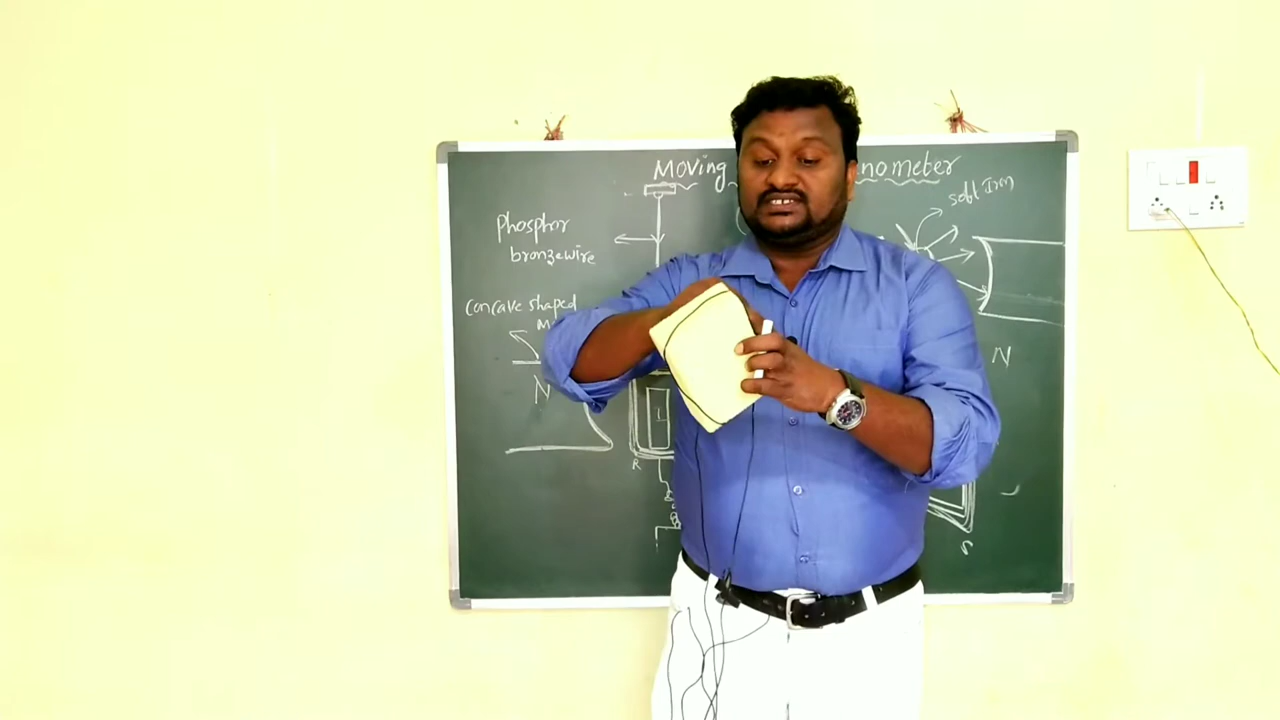 Moving nometer
soft Iron
phosphor
bronzewire
concave shaped
M
N
N
R
S